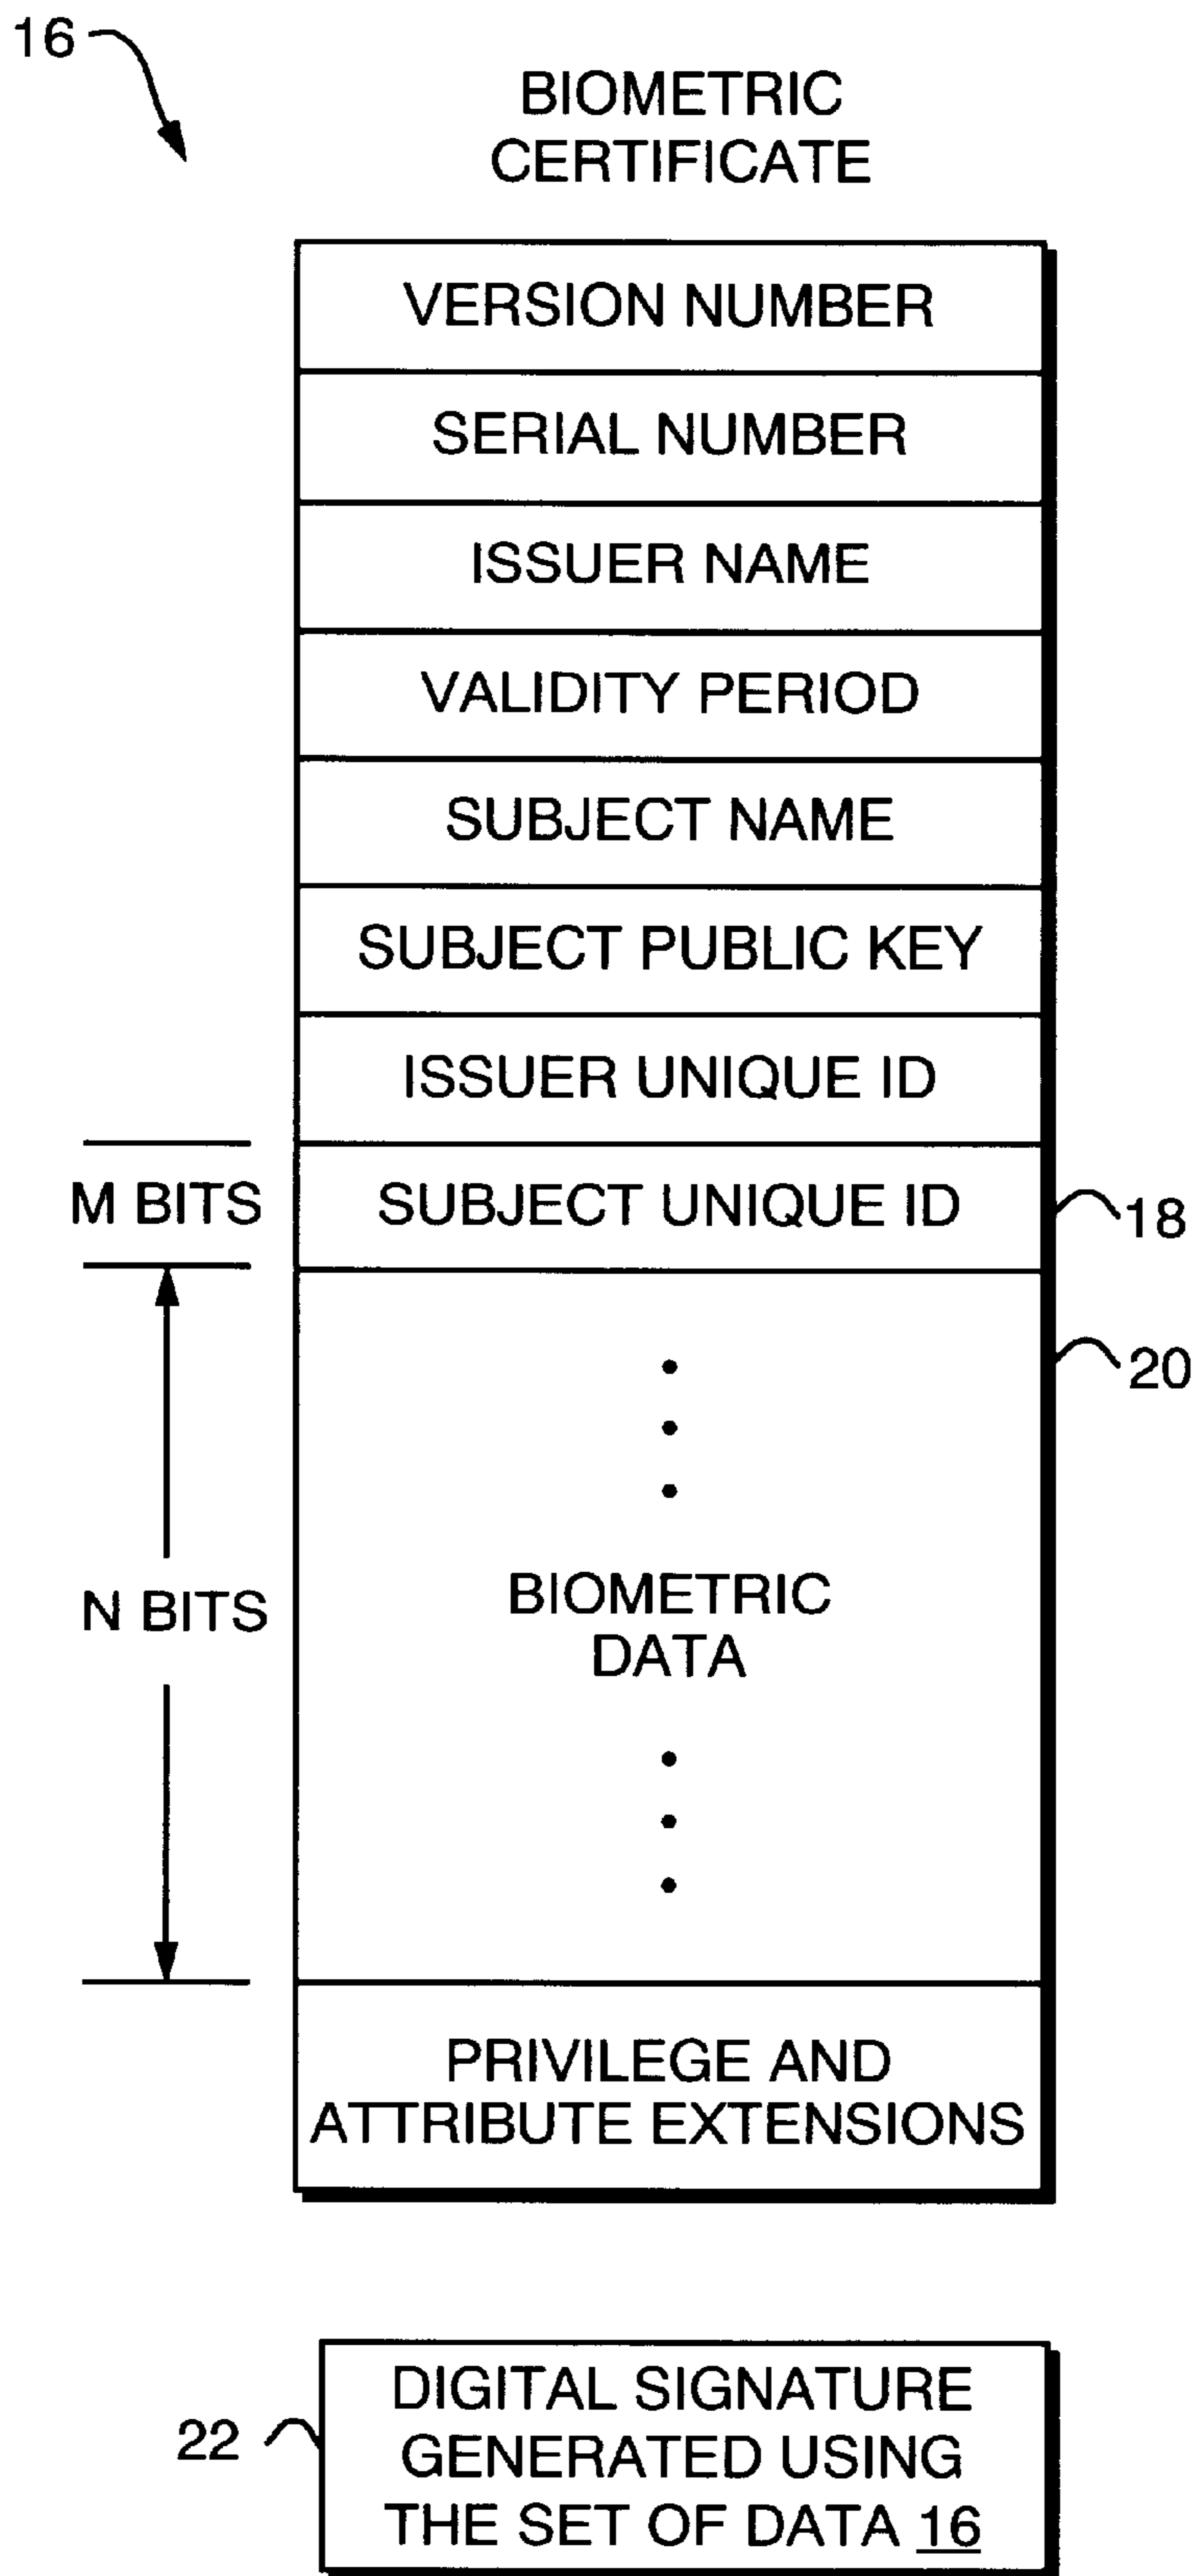 16
BIOMETRIC
CERTIFICATE
VERSION NUMBER
SERIAL NUMBER
ISSUER NAME
VALIDITY PERIOD
SUBJECT NAME
SUBJECT PUBLIC KEY
ISSUER UNIQUE ID
M BITS
SUBJECT UNIQUE ID
18
20
N BITS
BIOMETRIC
DATA
PRIVILEGE AND
ATTRIBUTE EXTENSIONS
22
DIGITAL SIGNATURE
GENERATED USING
THE SET OF DATA 16